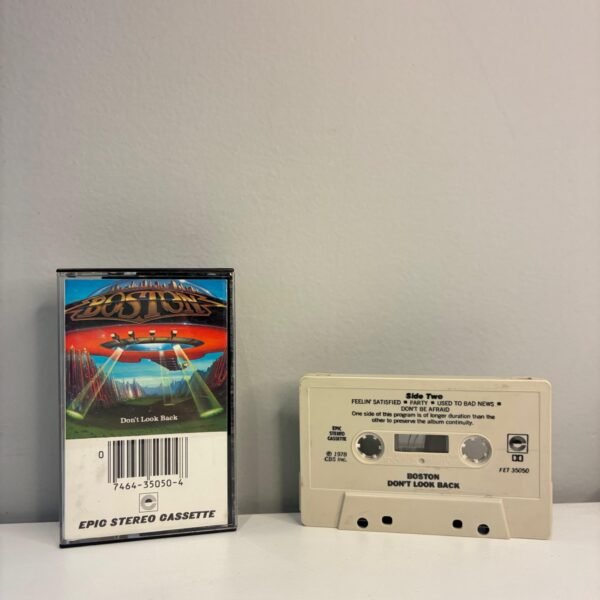 BOSTON
Don't Look Back
0
7464-35050-4
EPIC STEREO CASSETTE
Side Two
FEELIN' SATISFIED • PARTY • USED TO BAD NEWS •
DON'T BE AFRAID
One side of this program is of longer duration than the
other to preserve the album continuity.
EPIC
STEREO
CASSETTE
℗ 1978
CBS Inc.
FET 35050
BOSTON
DON'T LOOK BACK